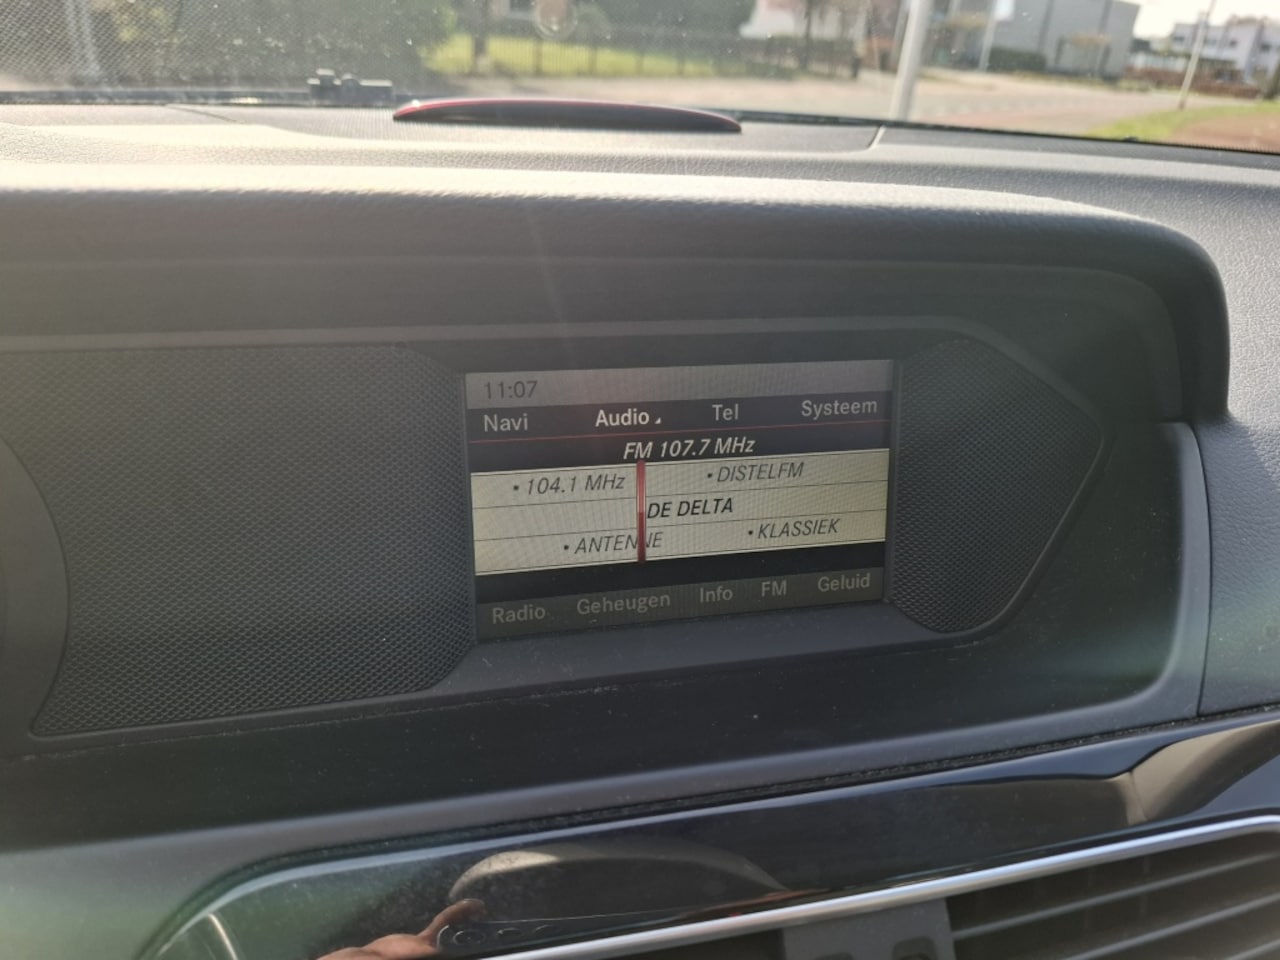 11:07
Navi Audio Tel Systeem
FM 107.7 MHz
• 104.1 MHz • DISTELFM
DE DELTA
• ANTENNE • KLASSIEK
Radio Geheugen Info FM Geluid